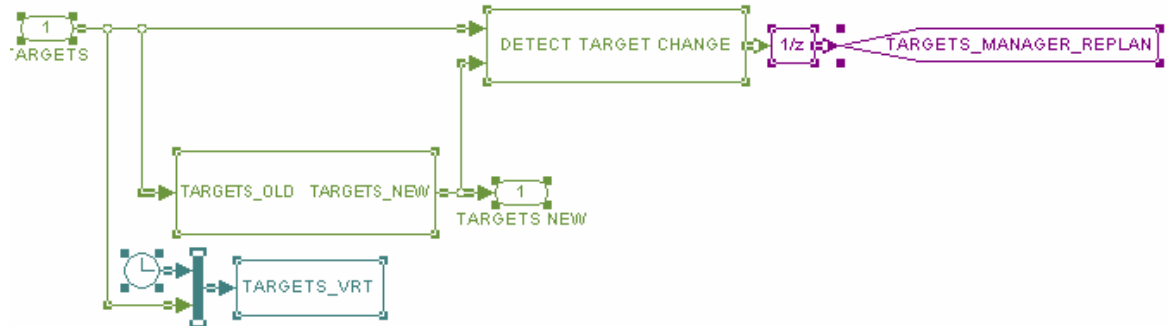 1
TARGETS
DETECT TARGET CHANGE
1/z
TARGETS_MANAGER_REPLAN
TARGETS_OLD TARGETS_NEW
1
TARGETS NEW
TARGETS_VRT